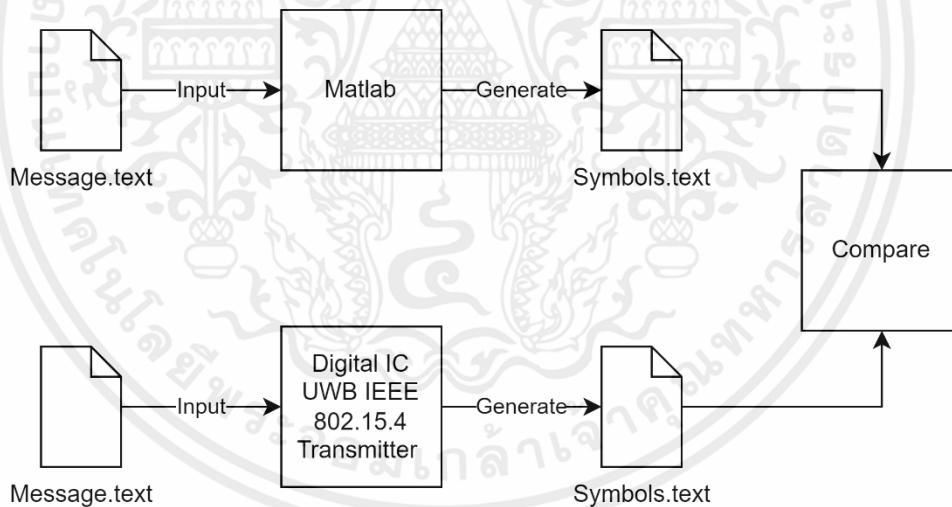 Input
Matlab
Generate
Message.text
Symbols.text
Compare
Digital IC
UWB IEEE
802.15.4
Transmitter
Input
Generate
Message.text
Symbols.text